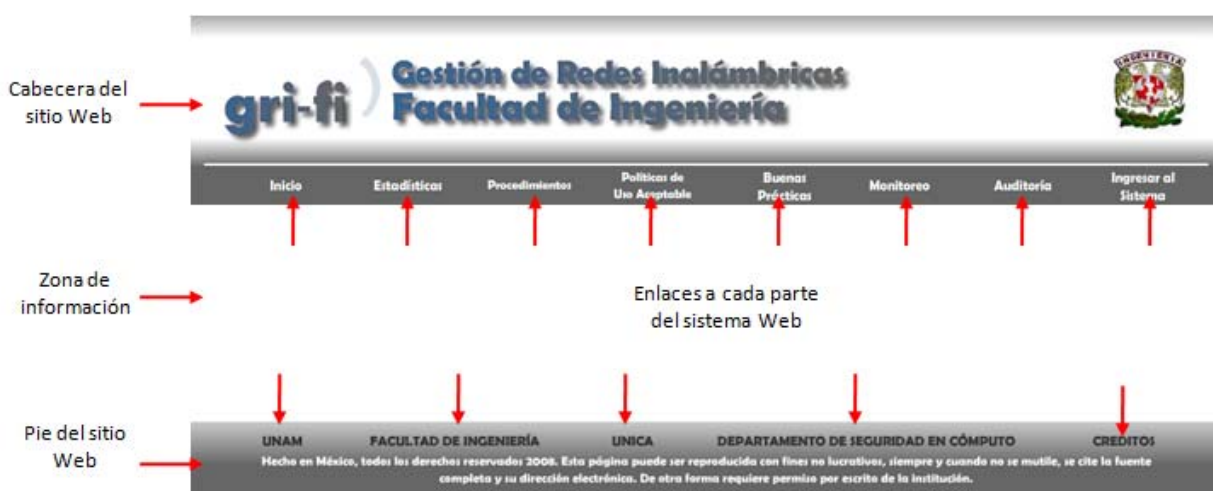 Cabecera del
sitio Web
gri-fi
Gestión de Redes Inalámbricas
Facultad de Ingeniería
INGENIERIA
Inicio
Estadísticas
Procedimientos
Políticas de
Uso Aceptable
Buenas
Prácticas
Monitoreo
Auditoría
Ingresar al
Sistema
Zona de
información
Enlaces a cada parte
del sistema Web
Pie del sitio
Web
UNAM
FACULTAD DE INGENIERÍA
UNICA
DEPARTAMENTO DE SEGURIDAD EN CÓMPUTO
CREDITOS
Hecho en México, todos los derechos reservados 2008. Esta página puede ser reproducida con fines no lucrativos, siempre y cuando no se mutile, se cite la fuente
completa y su dirección electrónica. De otra forma requiere permiso por escrito de la institución.